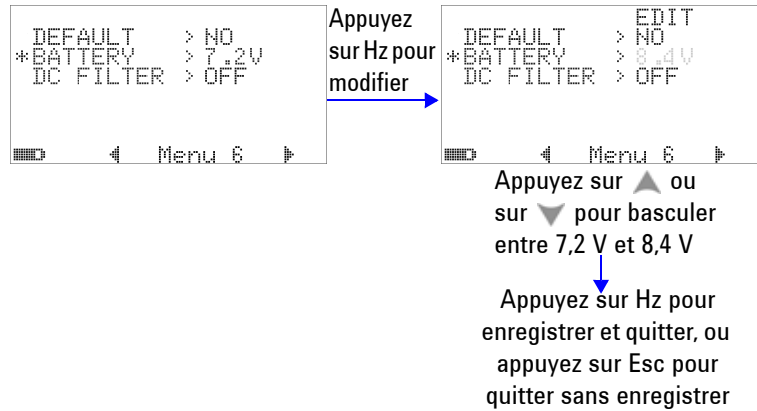 DEFAULT > NO
*BATTERY > 7.2V
DC FILTER > OFF
◀ Menu 6 ▶
Appuyez
sur Hz pour
modifier
EDIT
DEFAULT > NO
*BATTERY > 8.4V
DC FILTER > OFF
◀ Menu 6 ▶
Appuyez sur ▲ ou
sur ▼ pour basculer
entre 7,2 V et 8,4 V
Appuyez sur Hz pour
enregistrer et quitter, ou
appuyez sur Esc pour
quitter sans enregistrer